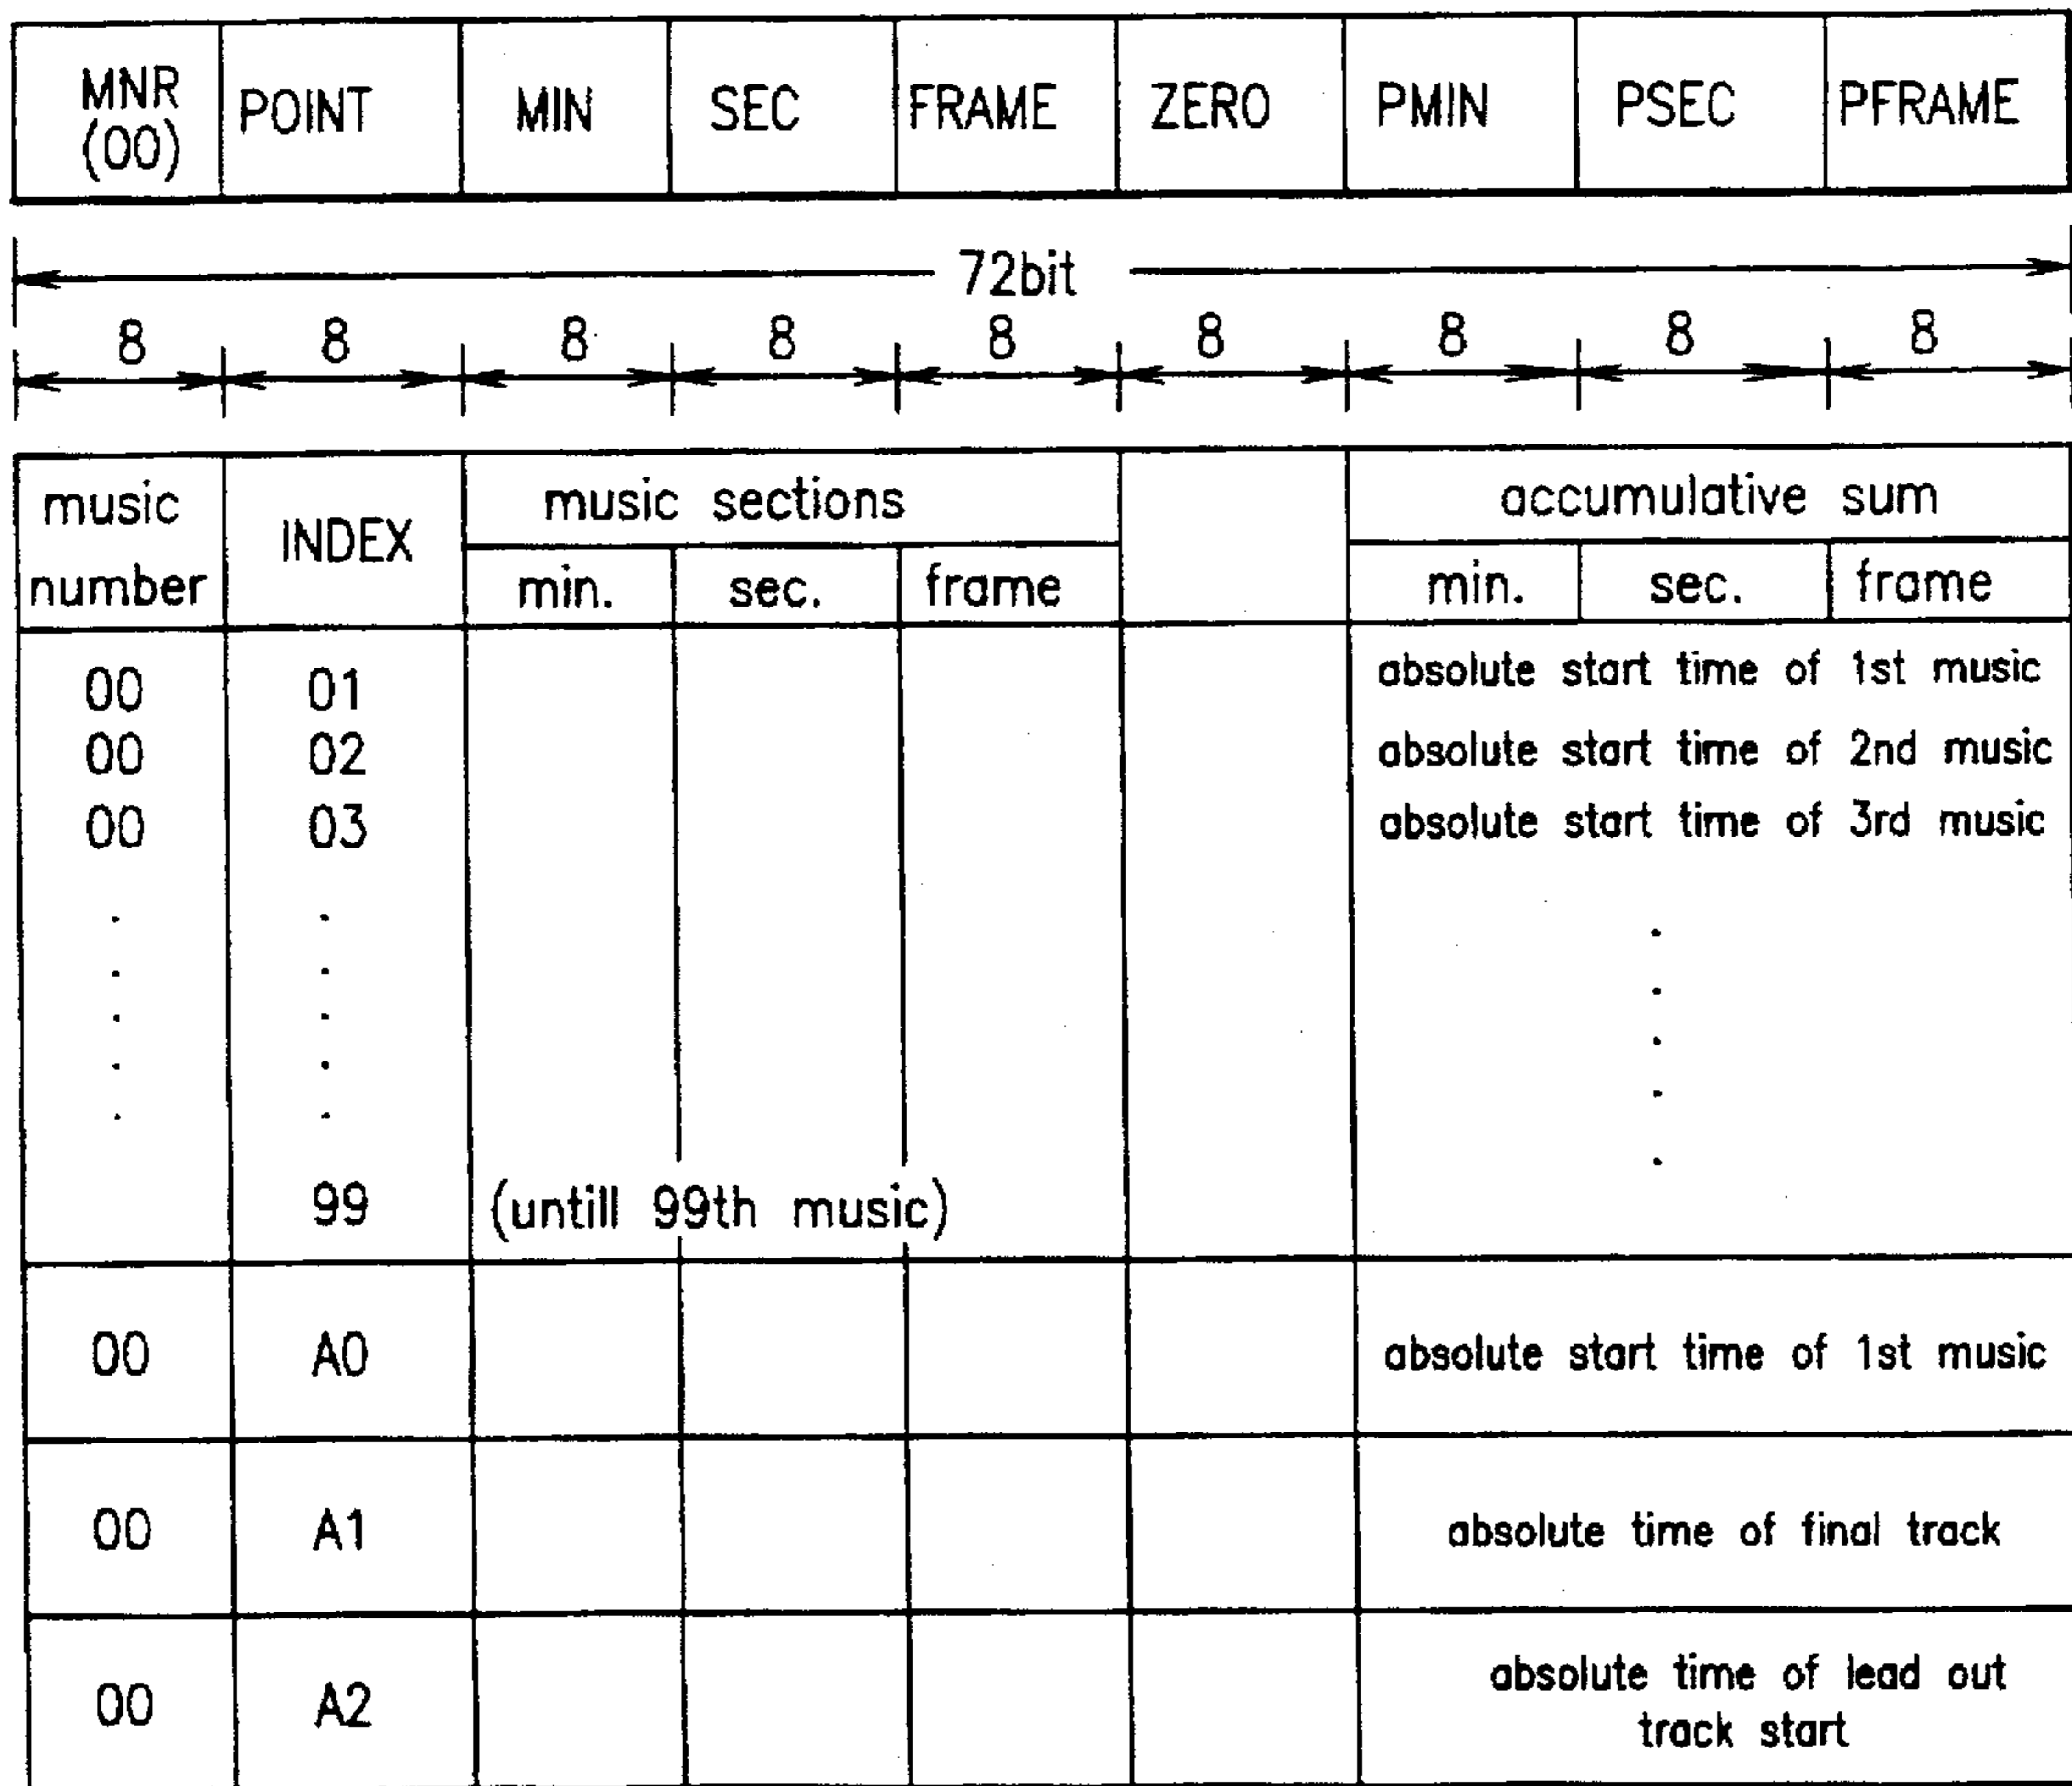 MNR (00) POINT MIN SEC FRAME ZERO PMIN PSEC PFRAME
72bit
8 8 8 8 8 8 8 8 8
music number INDEX music sections accumulative sum
min. sec. frame min. sec. frame
00 01 absolute start time of 1st music
00 02 absolute start time of 2nd music
00 03 absolute start time of 3rd music
99 (untill 99th music)
00 A0 absolute start time of 1st music
00 A1 absolute time of final track
00 A2 absolute time of lead out
track start